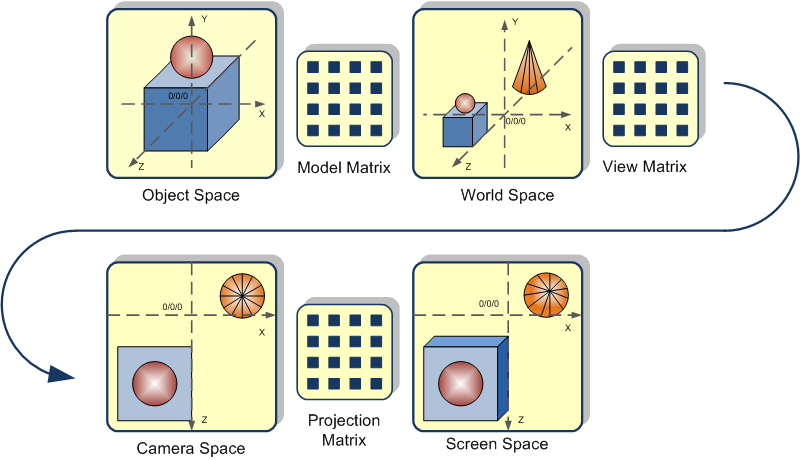 Y
0/0/0
X
Z
Object Space
Model Matrix
Y
0/0/0
X
Z
World Space
View Matrix
0/0/0
X
Z
Camera Space
Projection
Matrix
0/0/0
X
Z
Screen Space